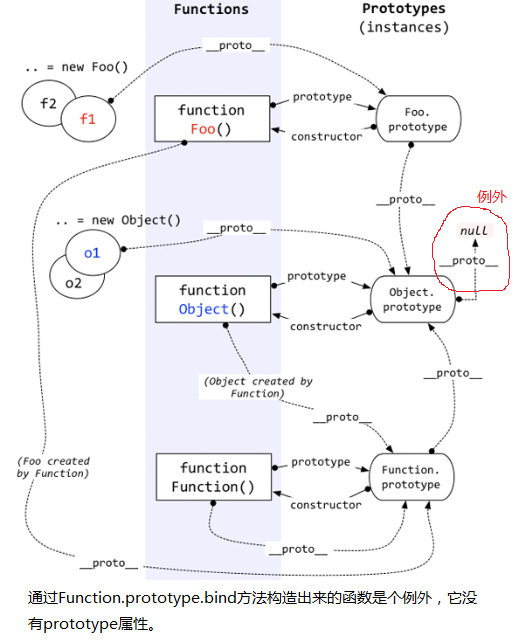 Functions
Prototypes
(instances)
__proto__
.. = new Foo()
f2
f1
function
Foo()
prototype
constructor
Foo.
prototype
__proto__
例外
null
__proto__
.. = new Object()
o1
o2
__proto__
function
Object()
prototype
constructor
Object.
prototype
(Object created by
Function)
__proto__
__proto__
(Foo created
by Function)
function
Function()
prototype
constructor
Function.
prototype
__proto__
__proto__
通过Function.prototype.bind方法构造出来的函数是个例外，它没
有prototype属性。